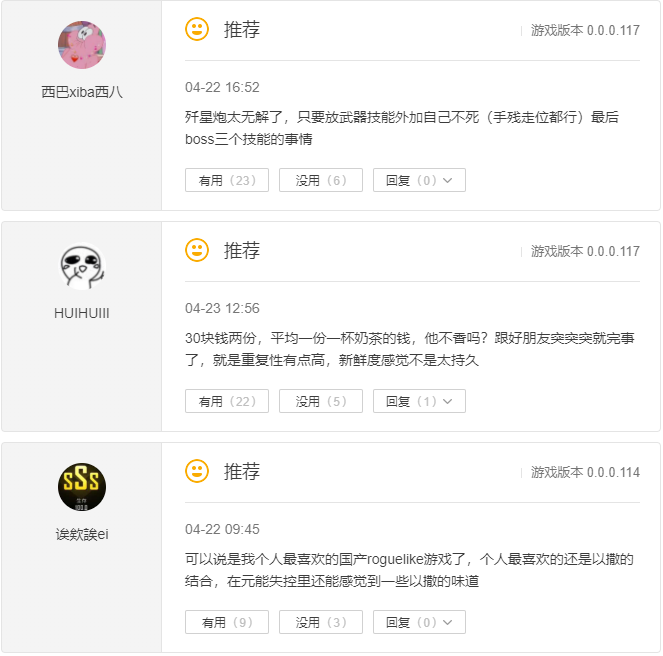 推荐
游戏版本 0.0.0.117
西巴xiba西八
04-22 16:52
歼星炮太无解了，只要放武器技能外加自己不死（手残走位都行）最后
boss三个技能的事情
有用（23） 没用（6） 回复（0）
推荐
游戏版本 0.0.0.117
HUIHUIII
04-23 12:56
30块钱两份，平均一份一杯奶茶的钱，他不香吗？跟好朋友突突突就完事
了，就是重复性有点高，新鲜度感觉不是太持久
有用（22） 没用（5） 回复（1）
推荐
游戏版本 0.0.0.114
SSS
诶欸誒ei
04-22 09:45
可以说是我个人最喜欢的国产roguelike游戏了，个人最喜欢的还是以撒的
结合，在元能失控里还能感觉到一些以撒的味道
有用（9） 没用（3） 回复（0）